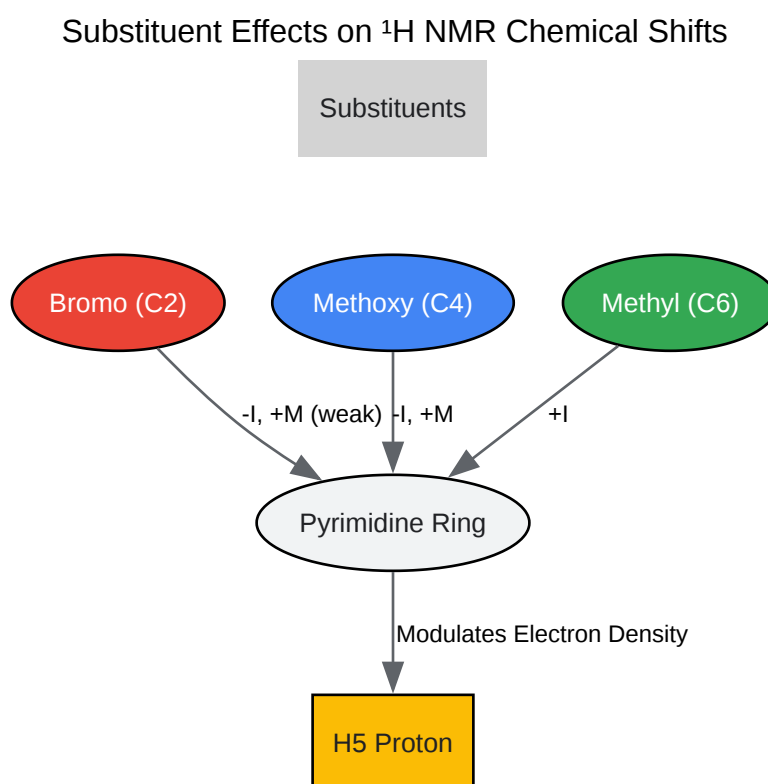 Substituent Effects on ¹H NMR Chemical Shifts
Substituents
Bromo (C2)
Methoxy (C4)
Methyl (C6)
-I, +M (weak)
-I, +M
+I
Pyrimidine Ring
Modulates Electron Density
H5 Proton